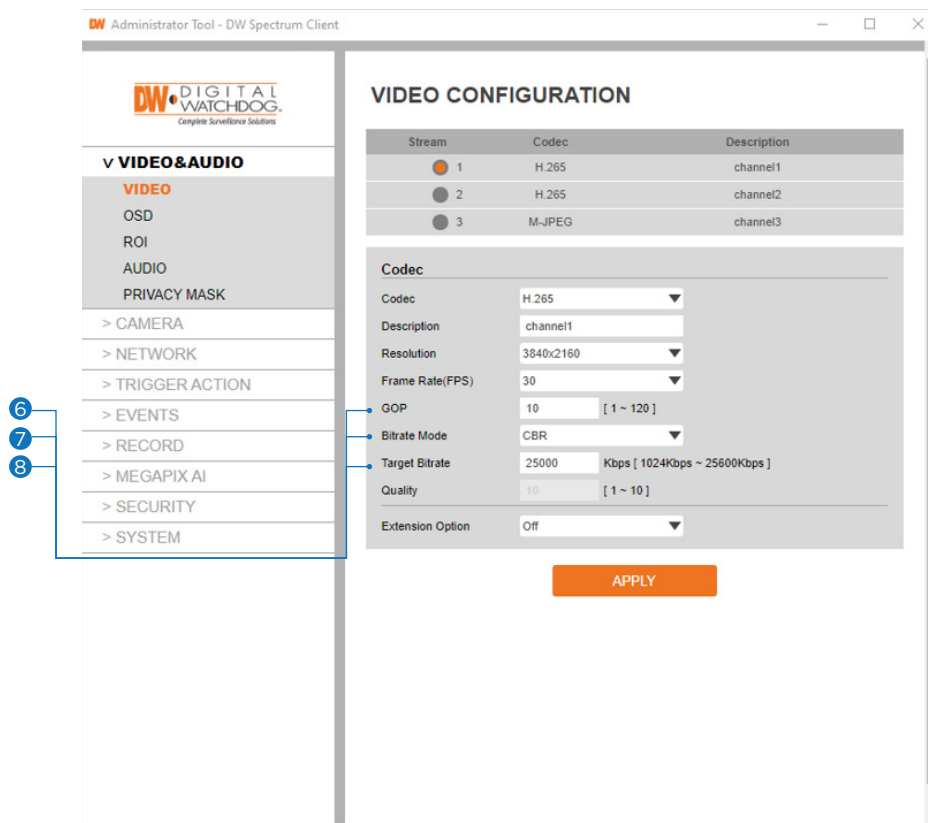 DW Administrator Tool - DW Spectrum Client
DW DIGITAL
WATCHDOG®
Complete Surveillance Solutions
V VIDEO&AUDIO
VIDEO
OSD
ROI
AUDIO
PRIVACY MASK
> CAMERA
> NETWORK
> TRIGGER ACTION
> EVENTS
> RECORD
> MEGAPIX AI
> SECURITY
> SYSTEM
6
7
8
VIDEO CONFIGURATION
Stream Codec Description
1 H.265 channel1
2 H.265 channel2
3 M-JPEG channel3
Codec
Codec H.265
Description channel1
Resolution 3840x2160
Frame Rate(FPS) 30
GOP 10 [ 1 ~ 120 ]
Bitrate Mode CBR
Target Bitrate 25000 Kbps [ 1024Kbps ~ 25600Kbps ]
Quality 10 [ 1 ~ 10 ]
Extension Option Off
APPLY